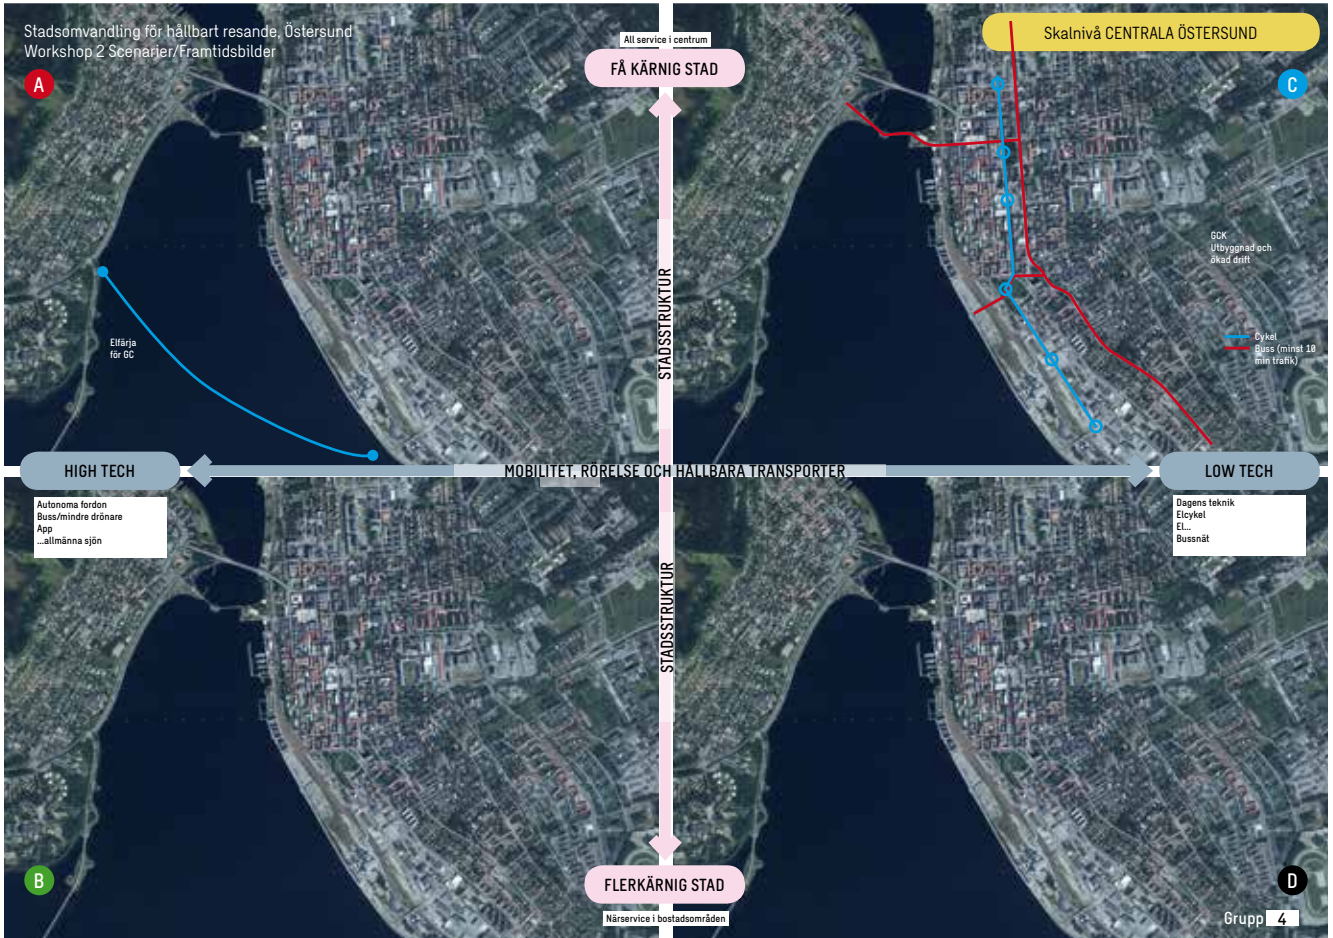 Stadsomvandling för hållbart resande, Östersund
Workshop 2 Scenarier/Framtidsbilder
A
All service i centrum
FÅ KÄRNIG STAD
Skalnivå CENTRALA ÖSTERSUND
C
GCK
Utbyggnad och
ökad drift
Elfärja
för GC
Cykel
Buss (minst 10
min trafik)
STADSSTRUKTUR
HIGH TECH
MOBILITET, RÖRELSE OCH HÅLLBARA TRANSPORTER
LOW TECH
Autonoma fordon
Buss/mindre drönare
App
...allmänna sjön
Dagens teknik
Elcykel
El...
Bussnät
STADSSTRUKTUR
B
FLERKÄRNIG STAD
Närservice i bostadsområden
D
Grupp 4